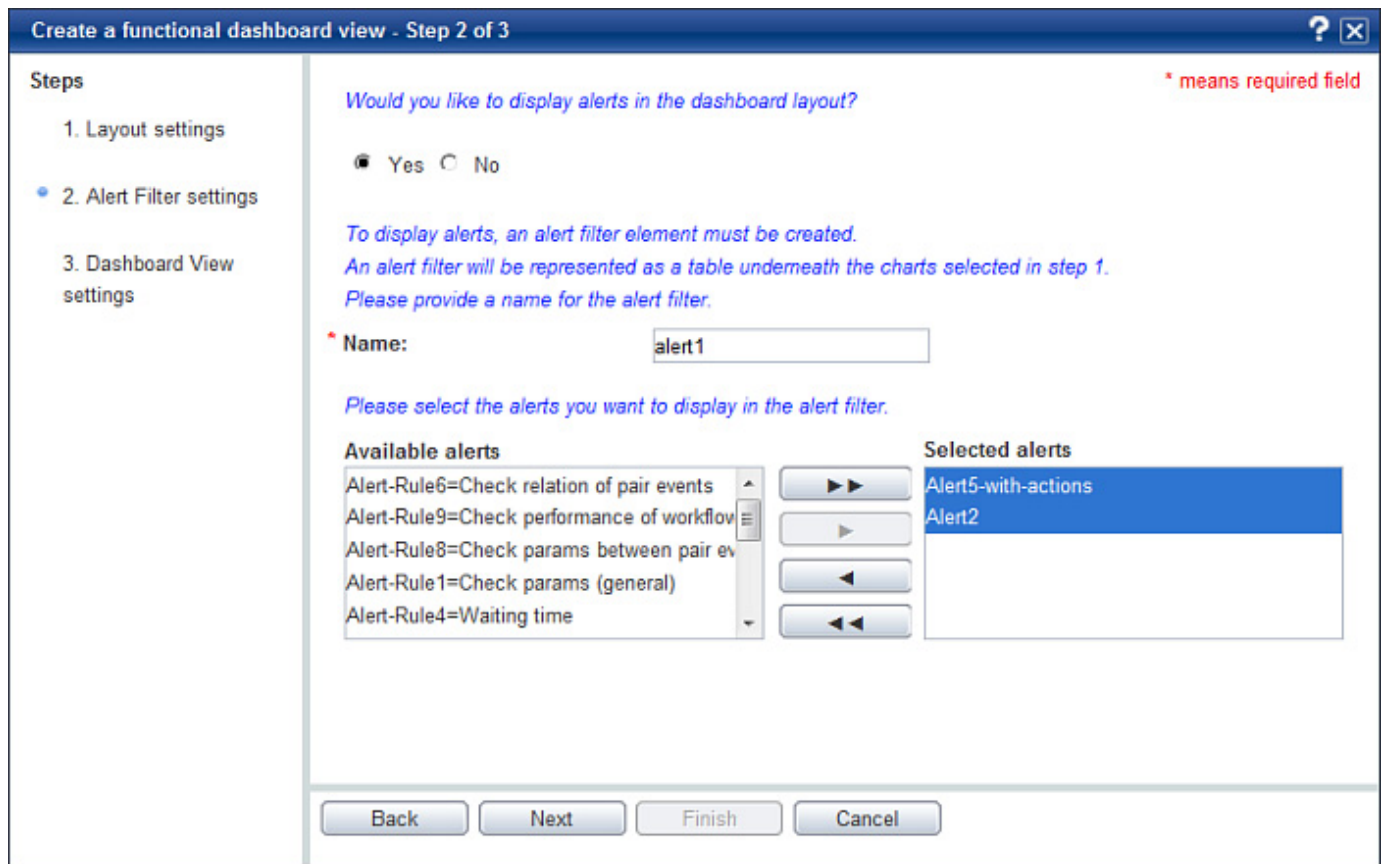 Create a functional dashboard view - Step 2 of 3
?
Steps
1. Layout settings
2. Alert Filter settings
3. Dashboard View
settings
* means required field
Would you like to display alerts in the dashboard layout?
Yes No
To display alerts, an alert filter element must be created.
An alert filter will be represented as a table underneath the charts selected in step 1.
Please provide a name for the alert filter.
* Name: alert1
Please select the alerts you want to display in the alert filter.
Available alerts
Alert-Rule6=Check relation of pair events
Alert-Rule9=Check performance of workflow
Alert-Rule8=Check params between pair ev
Alert-Rule1=Check params (general)
Alert-Rule4=Waiting time
Selected alerts
Alert5-with-actions
Alert2
Back Next Finish Cancel